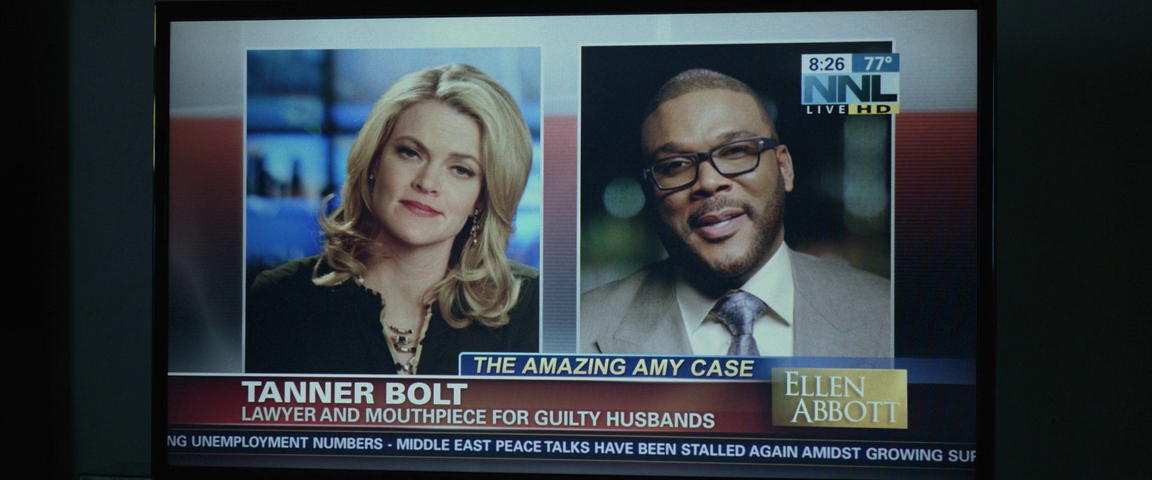 8:26 77°
NNL
LIVE HD
THE AMAZING AMY CASE
TANNER BOLT
LAWYER AND MOUTHPIECE FOR GUILTY HUSBANDS
ELLEN
ABBOTT
NG UNEMPLOYMENT NUMBERS - MIDDLE EAST PEACE TALKS HAVE BEEN STALLED AGAIN AMIDST GROWING SUP